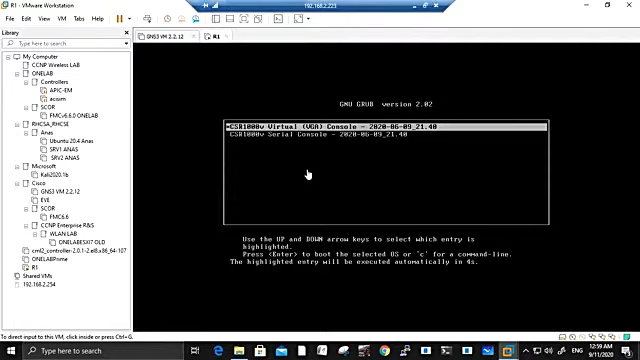 R1 - VMware Workstation
192.168.2.223
File Edit View VM Tabs Help
Library
Type here to search
My Computer
CCNP Wireless LAB
ONELAB
Controllers
APIC-EM
SCOR
FMCv6.6.0 ONELAB
RHCSA_RHCSE
Anas
Ubuntu 20.4 Anas
SRV1 ANAS
SRV2 ANAS
Microsoft
Kali2020.1b
Cisco
GNS3 VM 2.2.12
EVE
SCOR
FMC6.6
CCNP Enterprise R&S
WLAN LAB
ONELABESXI7 OLD
cml2_controller-2.0.1-2.el8.x86_64-107
ONELABPrime
R1
Shared VMs
192.168.2.254
GNS3 VM 2.2.12
R1
GNU GRUB version 2.02
*CSR1000v Virtual (VGA) Console - 2020-06-09_21.40
CSR1000v Serial Console - 2020-06-09_21.40
Use the UP and DOWN arrow keys to select which entry is
highlighted.
Press <Enter> to boot the selected OS or 'c' for a command-line.
The highlighted entry will be executed automatically in 4s.
To direct input to this VM, click inside or press Ctrl+G.
Type here to search
ENG
12:59 AM
9/11/2020